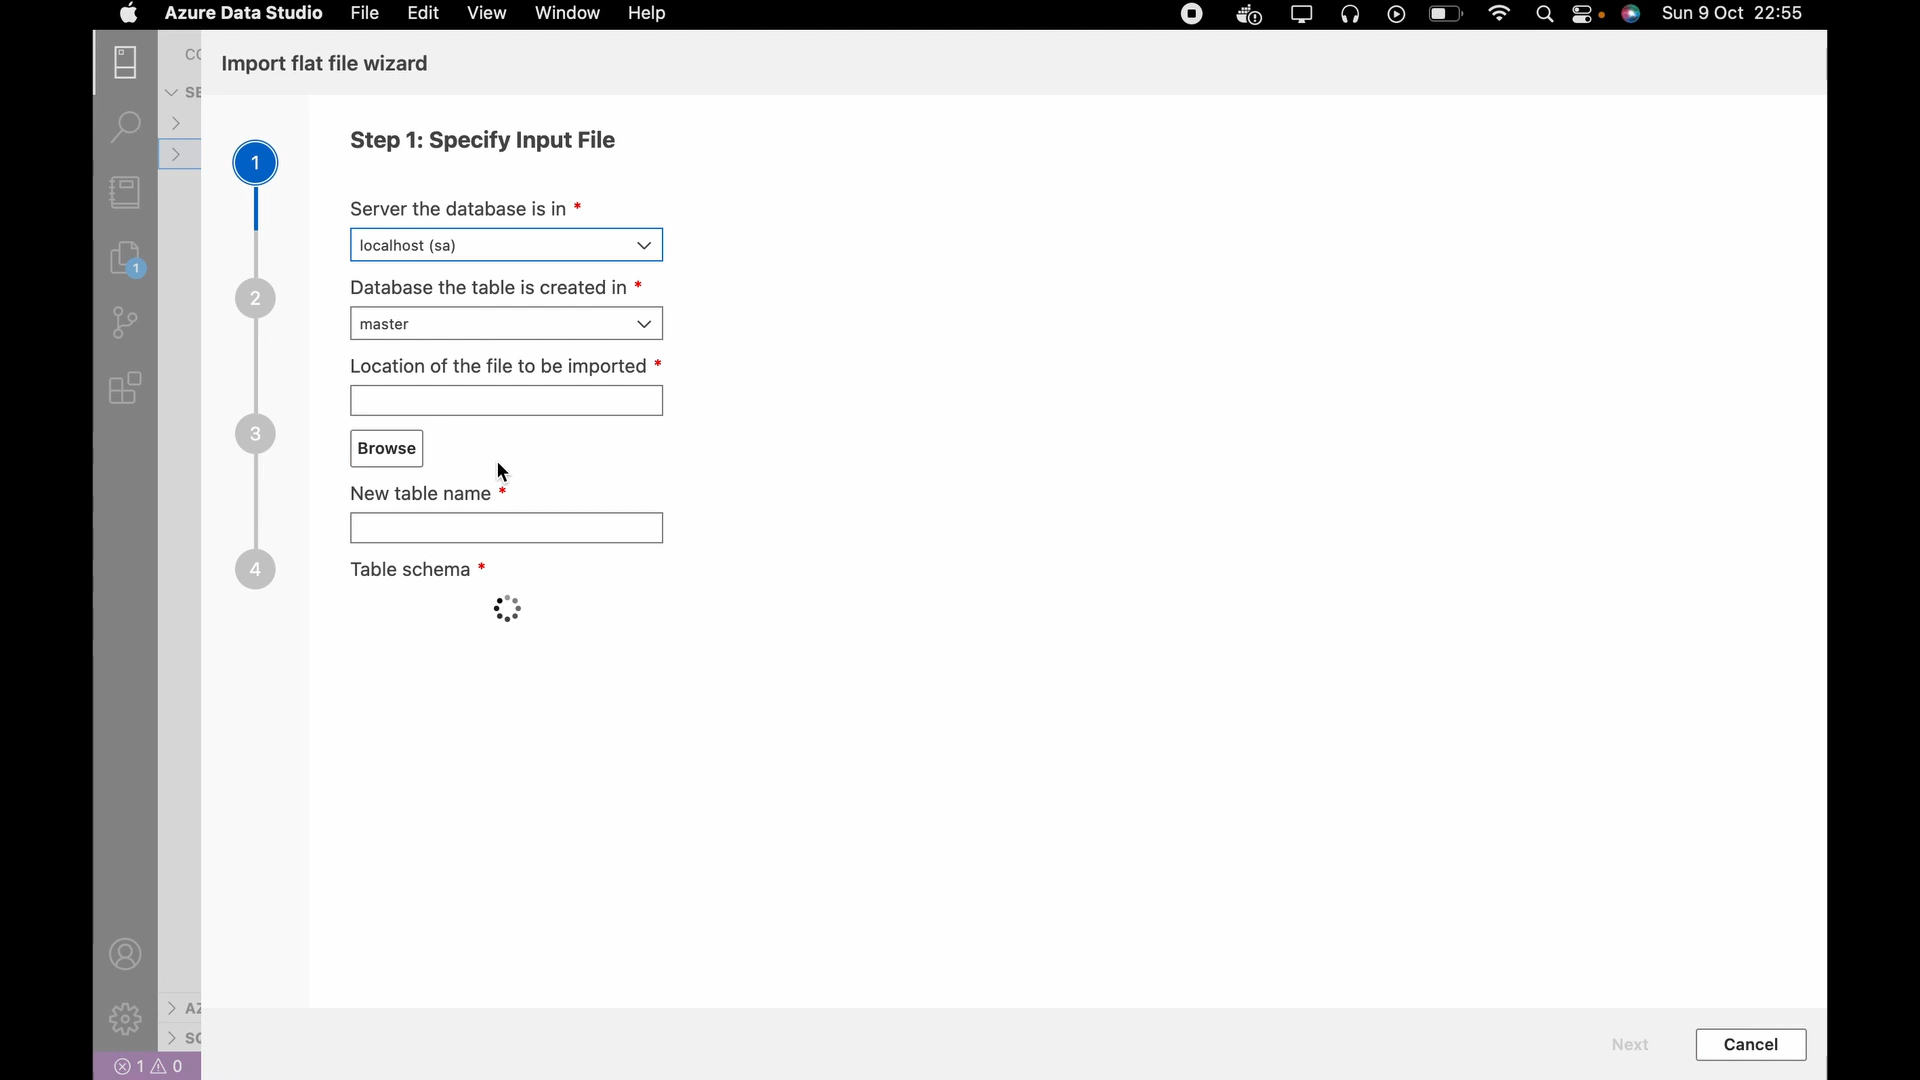 Azure Data Studio File Edit View Window Help Sun 9 Oct 22:55
Import flat file wizard
Step 1: Specify Input File
1
Server the database is in *
localhost (sa)
1
2
Database the table is created in *
master
Location of the file to be imported *
3
Browse
New table name *
4
Table schema *
Next
Cancel
1 0